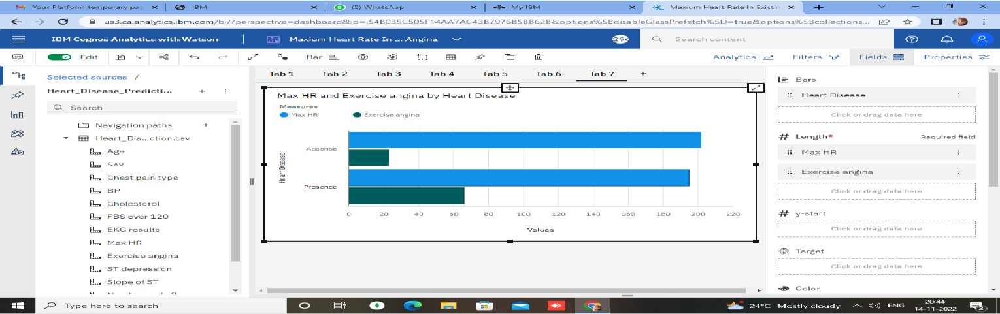 Your Platform temporary pas
IBM
(5) WhatsApp
My IBM
Maxium Heart Rate In Existin
us3.ca.analytics.ibm.com/bi/?perspective=dashboard&id=i54B035C505F14AA7AC43B7976B5BB62B&options%5BdisableGlassPrefetch%5D=true&options%5Bcollections...
IBM Cognos Analytics with Watson
Maxium Heart Rate In ... Angina
Search content
Edit
Bar
Analytics
Filters
Fields
Properties
Selected sources /
Heart_Disease_Predicti...
Search
Navigation paths
Heart_Dis...ction.csv
Age
Sex
Chest pain type
BP
Cholesterol
FBS over 120
EKG results
Max HR
Exercise angina
ST depression
Slope of ST
Tab 1 Tab 2 Tab 3 Tab 4 Tab 5 Tab 6 Tab 7
Max HR and Exercise angina by Heart Disease
Measures
Max HR Exercise angina
Heart Disease
Absence
Presence
0 20 40 60 80 100 120 140 160 180 200 220
Values
Bars
Heart Disease
Click or drag data here
Length* Required field
Max HR
Exercise angina
Click or drag data here
y-start
Click or drag data here
Target
Click or drag data here
Color
Type here to search
24°C Mostly cloudy
ENG
20:44
14-11-2022
2